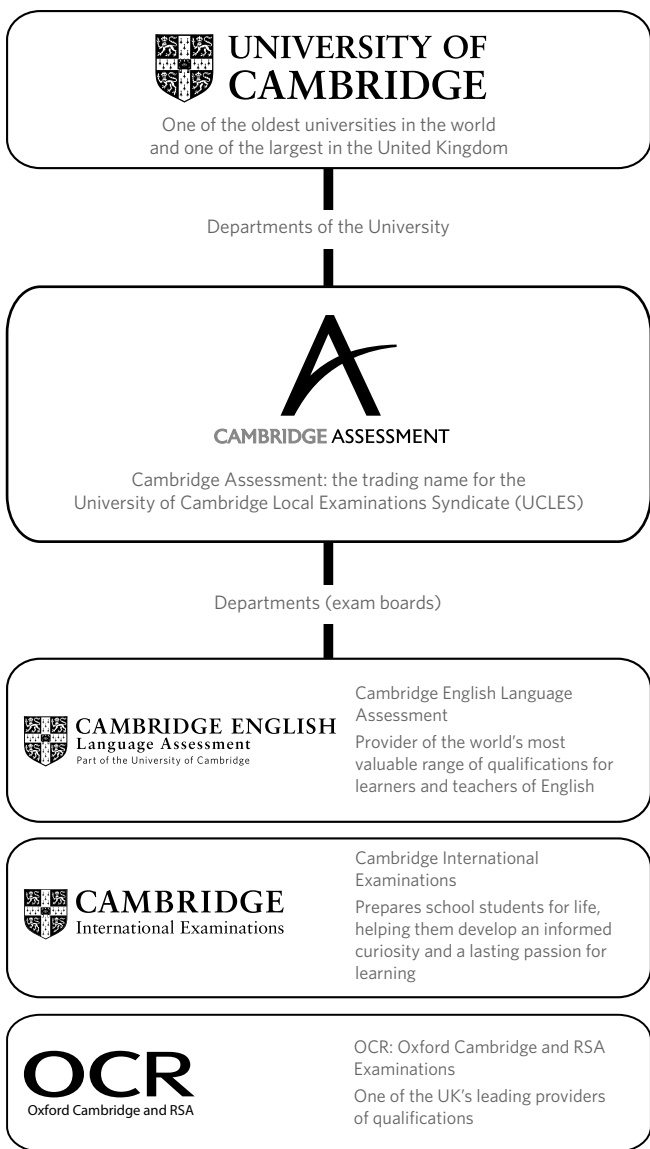 UNIVERSITY OF
CAMBRIDGE
One of the oldest universities in the world
and one of the largest in the United Kingdom
Departments of the University
CAMBRIDGE ASSESSMENT
Cambridge Assessment: the trading name for the
University of Cambridge Local Examinations Syndicate (UCLES)
Departments (exam boards)
CAMBRIDGE ENGLISH
Language Assessment
Part of the University of Cambridge
Cambridge English Language
Assessment
Provider of the world's most
valuable range of qualifications for
learners and teachers of English
CAMBRIDGE
International Examinations
Cambridge International
Examinations
Prepares school students for life,
helping them develop an informed
curiosity and a lasting passion for
learning
OCR
Oxford Cambridge and RSA
OCR: Oxford Cambridge and RSA
Examinations
One of the UK's leading providers
of qualifications